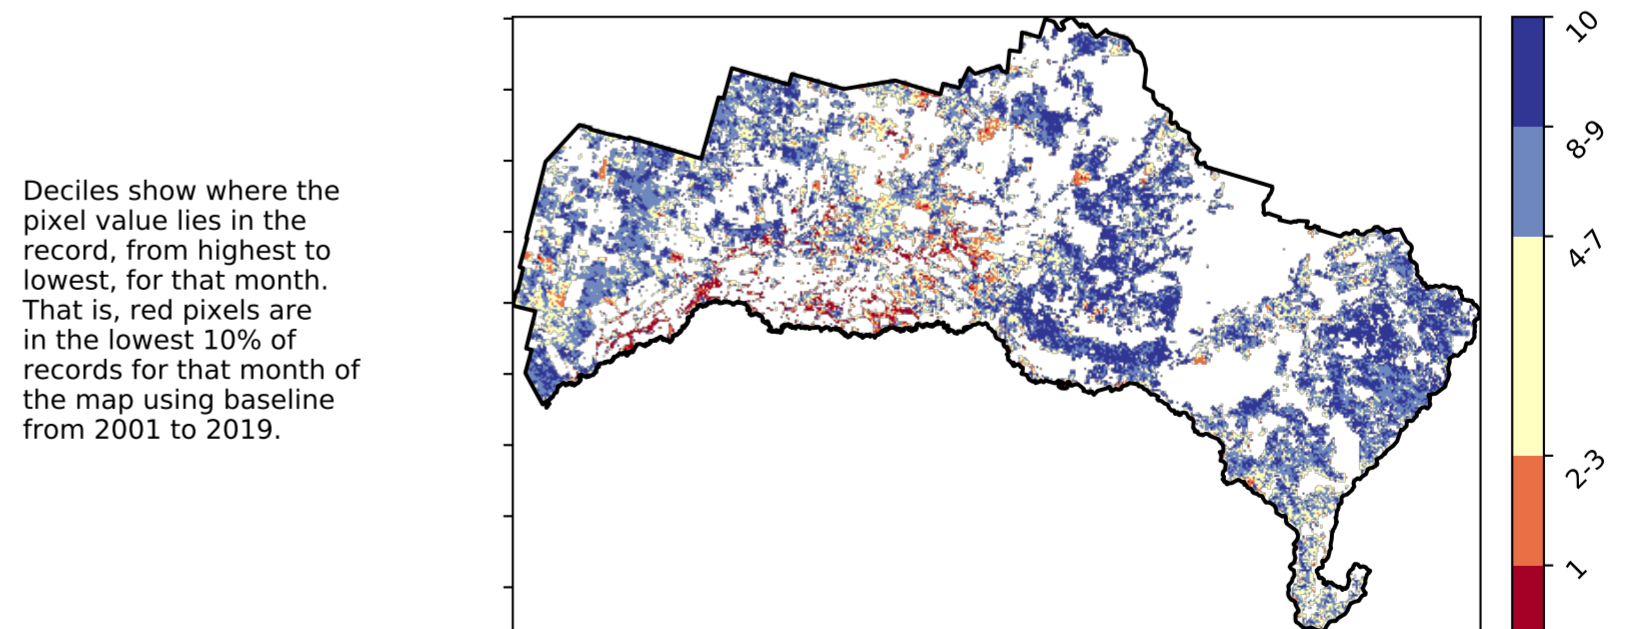 Deciles show where the
pixel value lies in the
record, from highest to
lowest, for that month.
That is, red pixels are
in the lowest 10% of
records for that month of
the map using baseline
from 2001 to 2019.
10
8-9
4-7
2-3
1